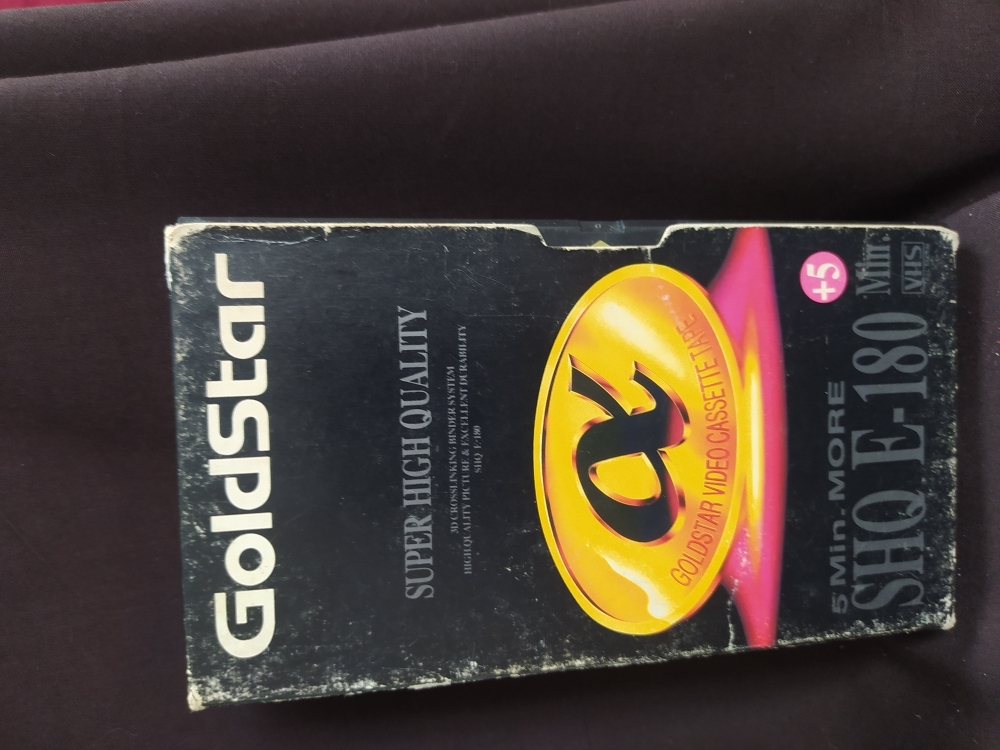 GoldStar
SUPER HIGH QUALITY
3D CROSSLINKING BINDER SYSTEM
HIGH QUALITY PICTURE & EXCELLENT DURABILITY
SHQ E-180
α
GOLDSTAR VIDEO CASSETTE TAPE
5 Min. MORE
+5
SHQ E-180 Min.
VHS